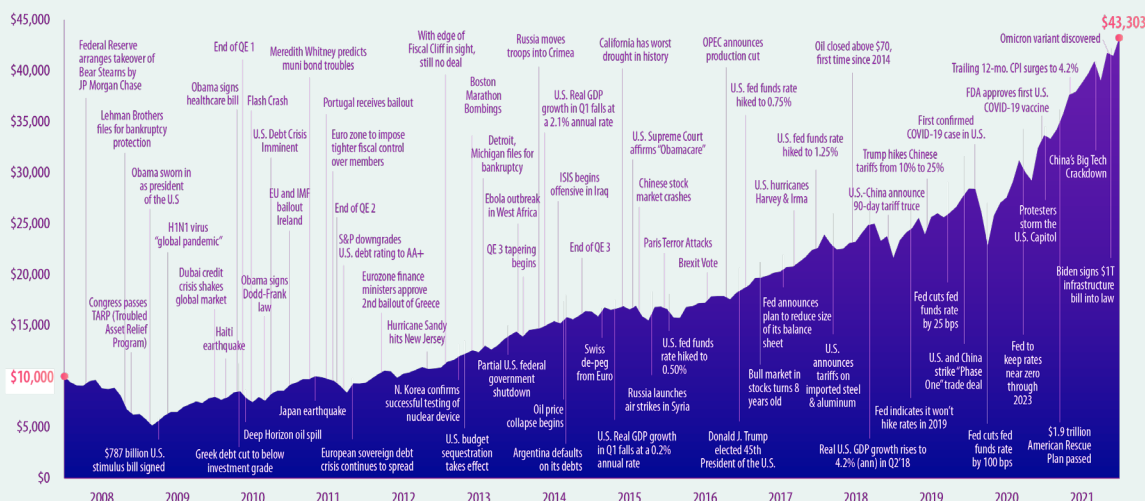 $45,000
$40,000
$35,000
$30,000
$25,000
$20,000
$15,000
$10,000
$5,000
$0
Federal Reserve
arranges takeover of
Bear Stearns by
JP Morgan Chase
Lehman Brothers
files for bankruptcy
protection
Obama sworn in
as president
of the U.S
H1N1 virus
“global pandemic”
Dubai credit
crisis shakes
global market
Congress passes
TARP (Troubled
Asset Relief
Program)
Haiti
earthquake
End of QE 1
Obama signs
healthcare bill
Flash Crash
U.S. Debt Crisis
Imminent
EU and IMF
bailout
Ireland
Obama signs
Dodd-Frank
law
Meredith Whitney predicts
muni bond troubles
Portugal receives bailout
Euro zone to impose
tighter fiscal control
over members
End of QE 2
S&P downgrades
U.S. debt rating to AA+
Eurozone finance
ministers approve
2nd bailout of Greece
Hurricane Sandy
hits New Jersey
With edge of
Fiscal Cliff in sight,
still no deal
Boston
Marathon
Bombings
Detroit,
Michigan files for
bankruptcy
Ebola outbreak
in West Africa
QE 3 tapering
begins
Russia moves
troops into Crimea
U.S. Real GDP
growth in Q1 falls at
a 2.1% annual rate
ISIS begins
offensive in Iraq
End of QE 3
California has worst
drought in history
U.S. Supreme Court
affirms “Obamacare”
Chinese stock
market crashes
Paris Terror Attacks
Brexit Vote
OPEC announces
production cut
U.S. fed funds rate
hiked to 0.75%
U.S. fed funds rate
hiked to 1.25%
U.S. hurricanes
Harvey & Irma
Oil closed above $70,
first time since 2014
Trump hikes Chinese
tariffs from 10% to 25%
U.S.-China announce
90-day tariff truce
First confirmed
COVID-19 case in U.S.
FDA approves first U.S.
COVID-19 vaccine
Trailing 12-mo. CPI surges to 4.2%
Omicron variant discovered
$43,303
China's Big Tech
Crackdown
Protesters
storm the
U.S. Capitol
Biden signs $1T
infrastructure
bill into law
$787 billion U.S.
stimulus bill signed
Greek debt cut to below
investment grade
Deep Horizon oil spill
Japan earthquake
European sovereign debt
crisis continues to spread
N. Korea confirms
successful testing of
nuclear device
U.S. budget
sequestration
takes effect
Partial U.S. federal
government
shutdown
Oil price
collapse begins
Argentina defaults
on its debts
Swiss
de-peg
from Euro
U.S. Real GDP growth
in Q1 falls at a 0.2%
annual rate
Russia launches
air strikes in Syria
U.S. fed funds
rate hiked to
0.50%
Donald J. Trump
elected 45th
President of the U.S.
Bull market in
stocks turns 8
years old
Fed announces
plan to reduce size
of its balance
sheet
U.S.
announces
tariffs on
imported steel
& aluminum
Real U.S. GDP growth rises to
4.2% (ann) in Q2'18
Fed indicates it won't
hike rates in 2019
Fed cuts fed
funds rate
by 25 bps
U.S. and China
strike “Phase
One” trade deal
Fed cuts fed
funds rate
by 100 bps
Fed to
keep rates
near zero
through
2023
$1.9 trillion
American Rescue
Plan passed
2008
2009
2010
2011
2012
2013
2014
2015
2016
2017
2018
2019
2020
2021